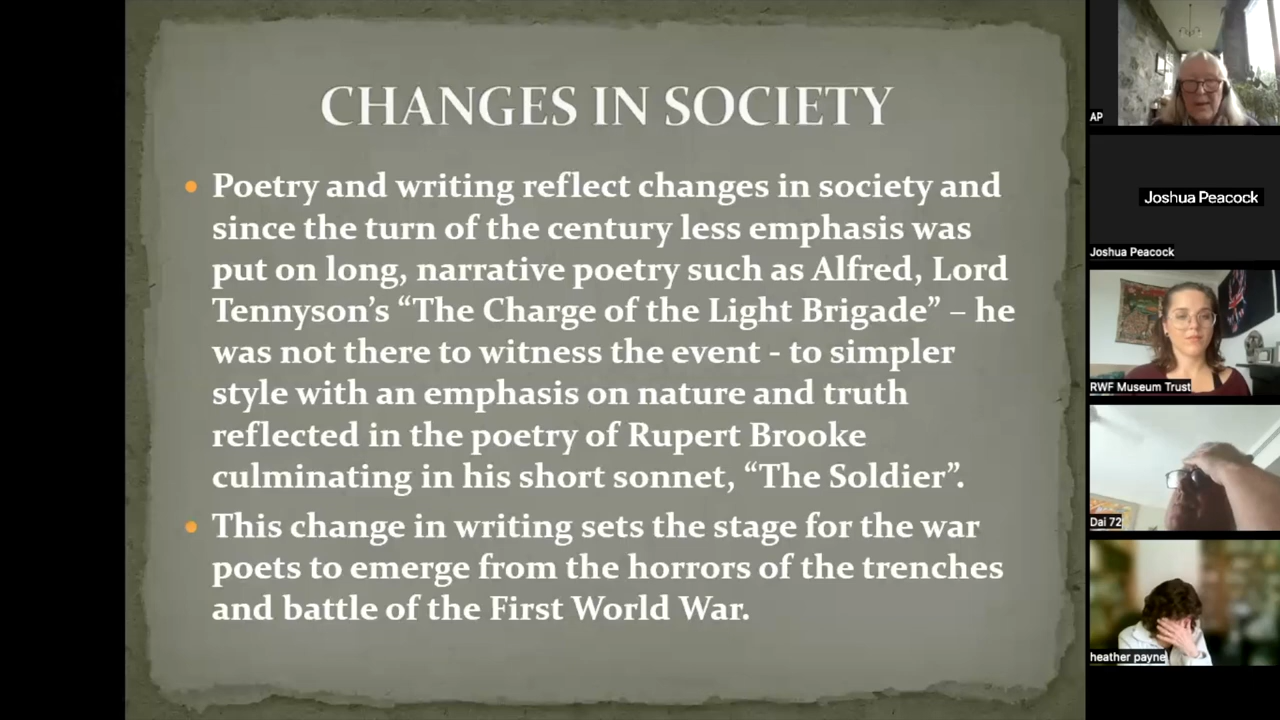 CHANGES IN SOCIETY
Poetry and writing reflect changes in society and
since the turn of the century less emphasis was
put on long, narrative poetry such as Alfred, Lord
Tennyson’s “The Charge of the Light Brigade” – he
was not there to witness the event - to simpler
style with an emphasis on nature and truth
reflected in the poetry of Rupert Brooke
culminating in his short sonnet, “The Soldier”.
This change in writing sets the stage for the war
poets to emerge from the horrors of the trenches
and battle of the First World War.
AP
Joshua Peacock
Joshua Peacock
RWF Museum Trust
Dai 72
heather payne